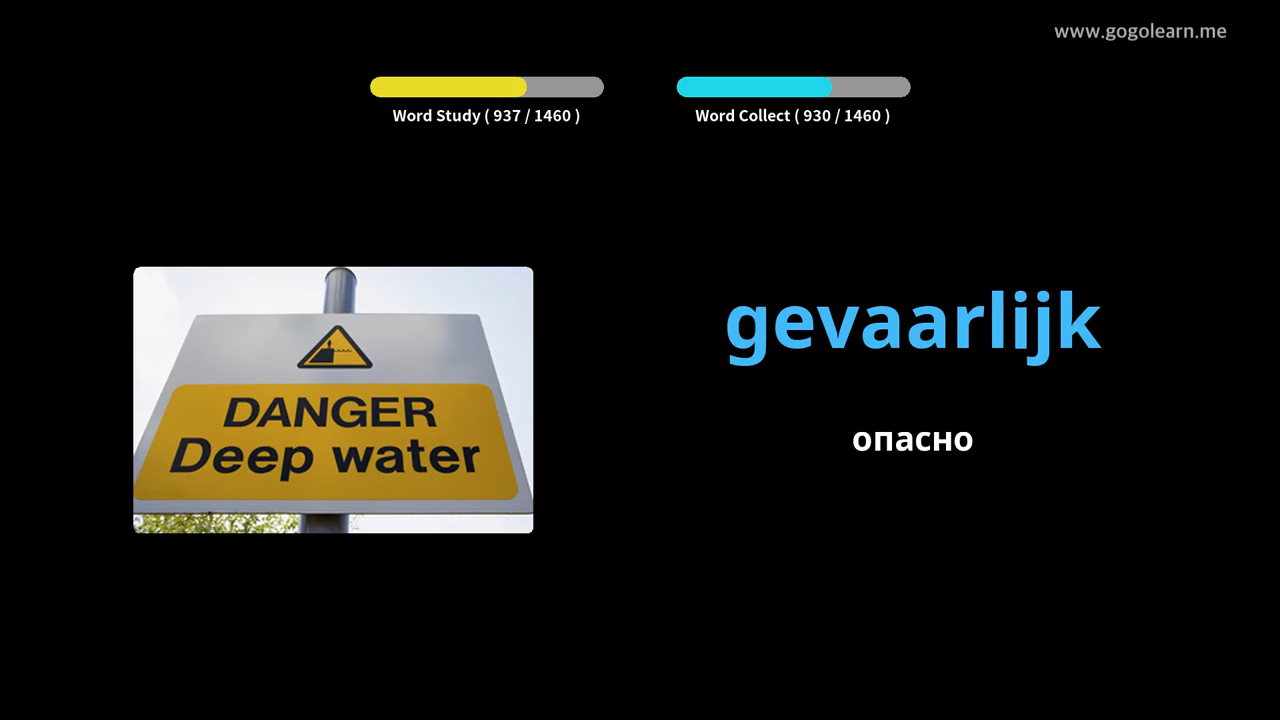 www.gogolearn.me
Word Study ( 937 / 1460 )
Word Collect ( 930 / 1460 )
DANGER
Deep water
gevaarlijk
опасно